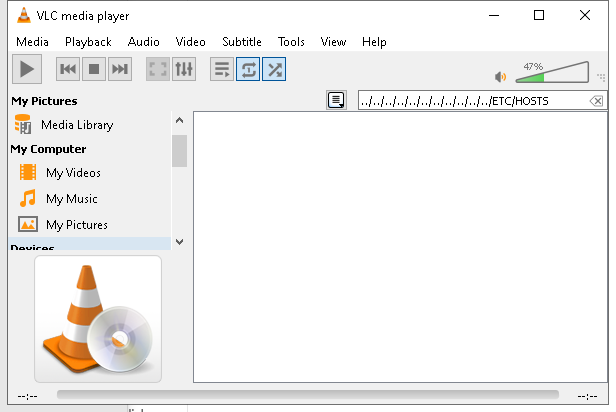 VLC media player
Media Playback Audio Video Subtitle Tools View Help
47%
My Pictures
../../../../../../../../../../../ETC/HOSTS
Media Library
My Computer
My Videos
My Music
My Pictures
Devices
--:-- --:--